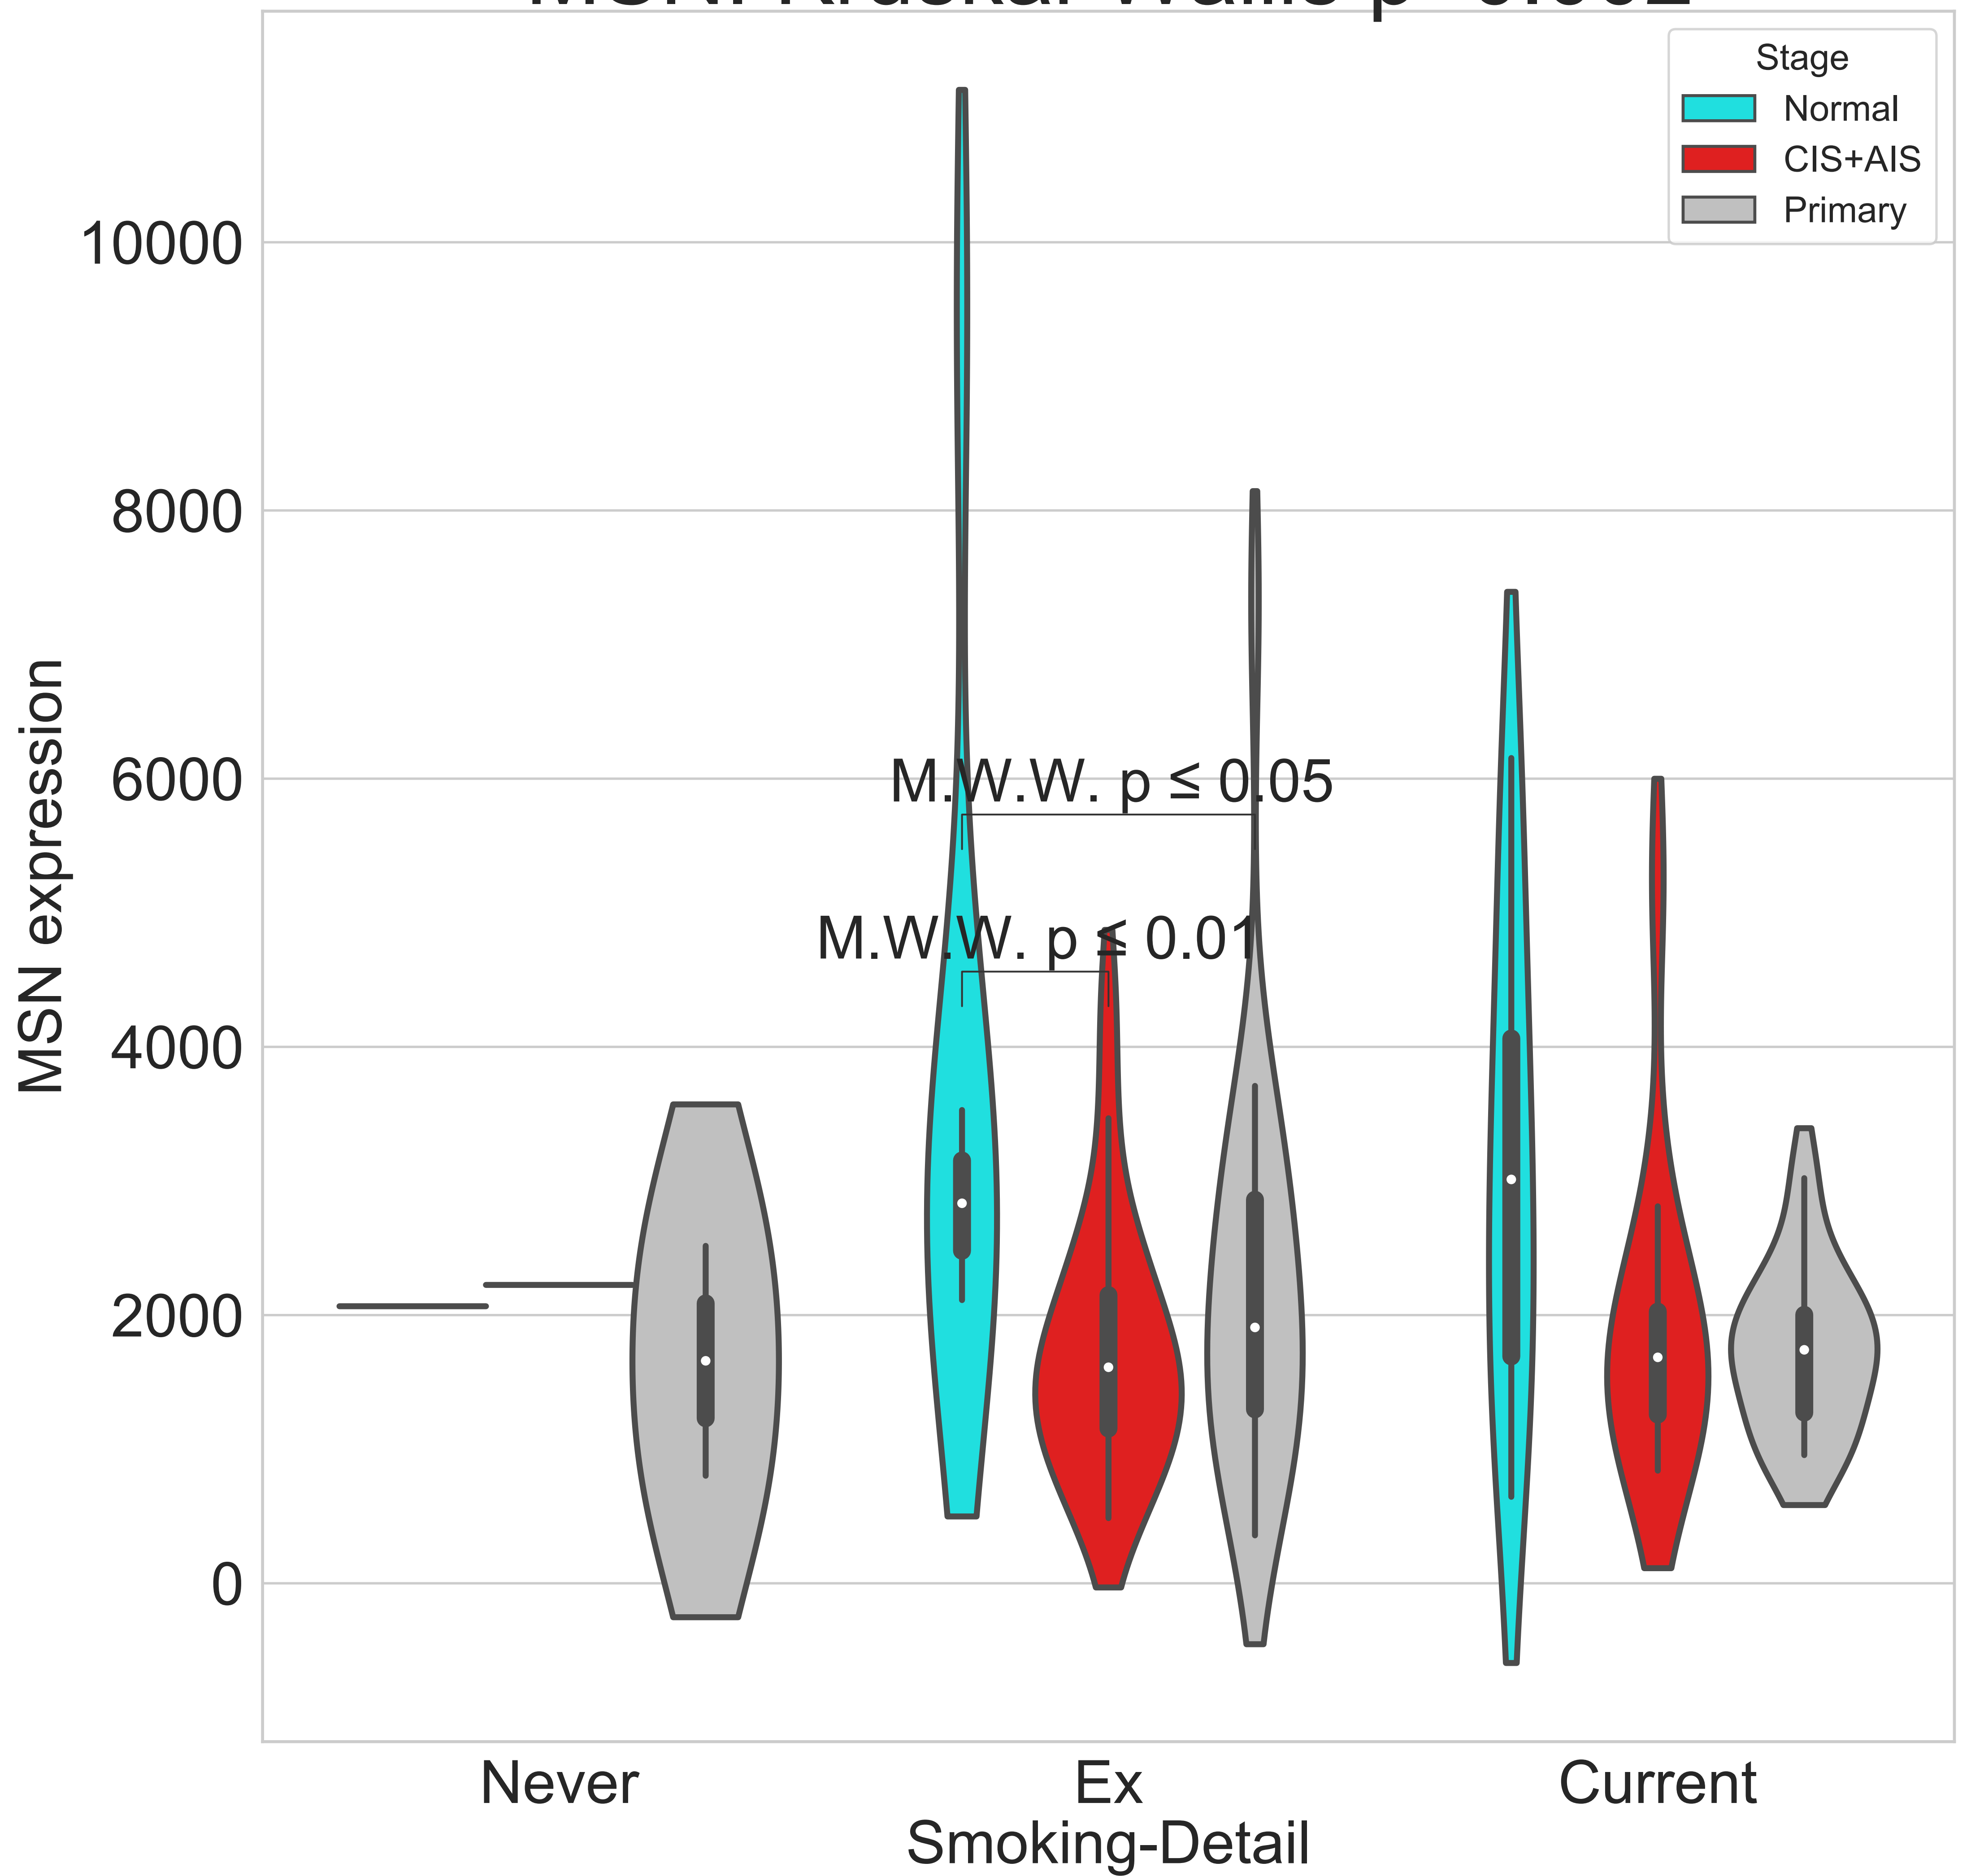 Stage
Normal
CIS+AIS
Primary
10000
8000
6000
4000
2000
0
MSN expression
M.W.W. p ≤ 0.05
M.W.W. p ≤ 0.01
Never
Ex
Current
Smoking-Detail